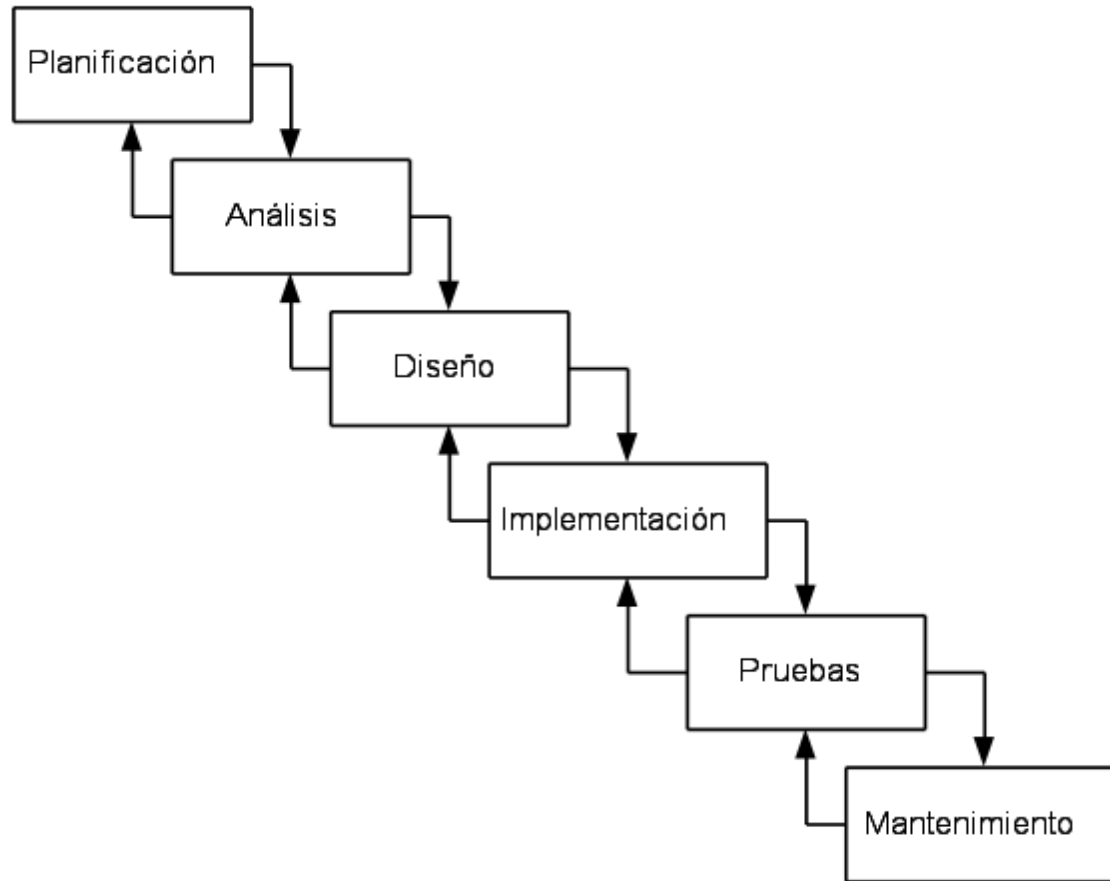 Planificación
Análisis
Diseño
Implementación
Pruebas
Mantenimiento